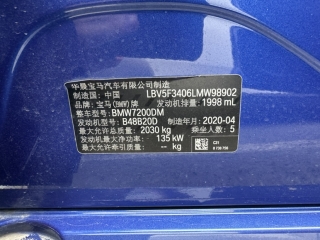 华晨宝马汽车有限公司制造
制造国：中国 LBV5F3406LMW98902
品牌：宝马(BMW)牌 发动机排量：1998 mL
整车型号：BMW7200DM
发动机型号：B48B20D 制造年月：2020-04
最大允许总质量：2030 kg 乘坐人数：5
最大净功率：135 kW
最大允许牵引质量：-- kg